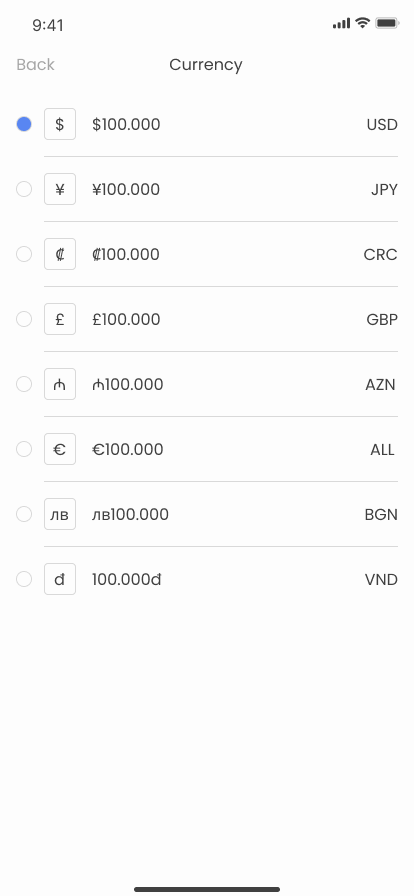 9:41
Back Currency
$ $100.000 USD
¥ ¥100.000 JPY
₡ ₡100.000 CRC
£ £100.000 GBP
₼ ₼100.000 AZN
€ €100.000 ALL
лв лв100.000 BGN
đ 100.000đ VND